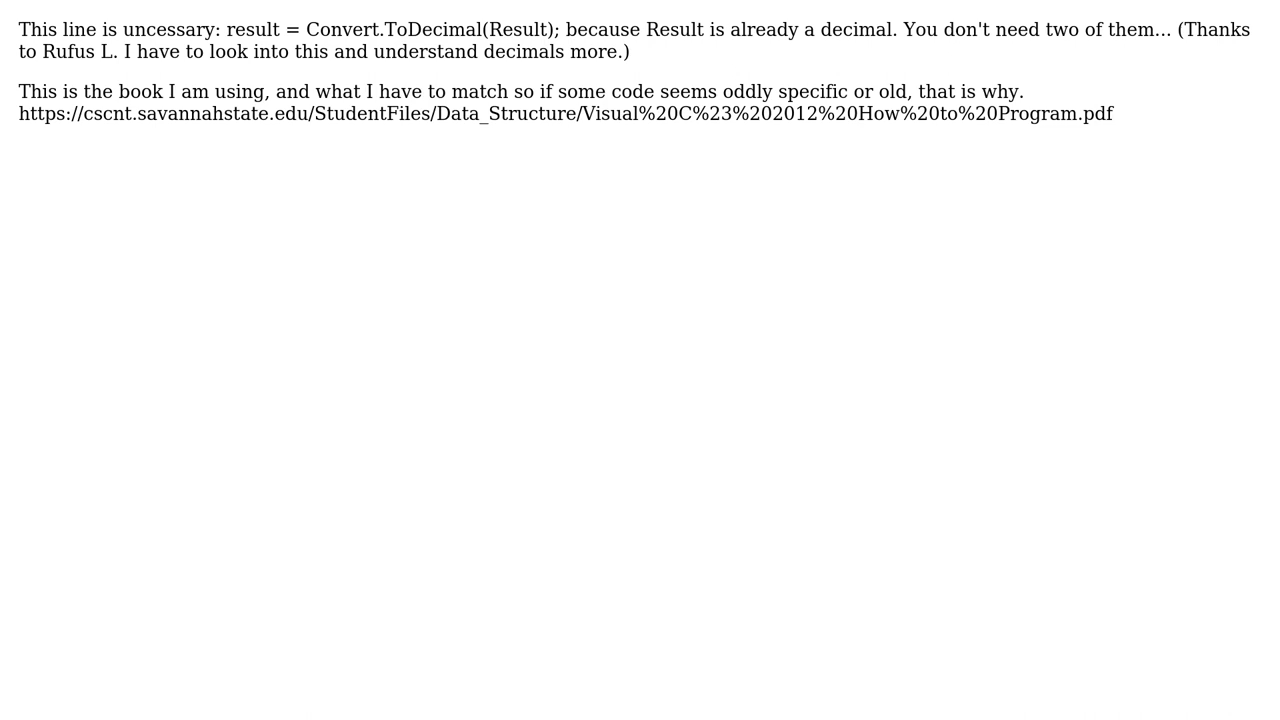 This line is uncessary: result = Convert.ToDecimal(Result); because Result is already a decimal. You don't need two of them... (Thanks
to Rufus L. I have to look into this and understand decimals more.)
This is the book I am using, and what I have to match so if some code seems oddly specific or old, that is why.
https://cscnt.savannahstate.edu/StudentFiles/Data_Structure/Visual%20C%23%202012%20How%20to%20Program.pdf